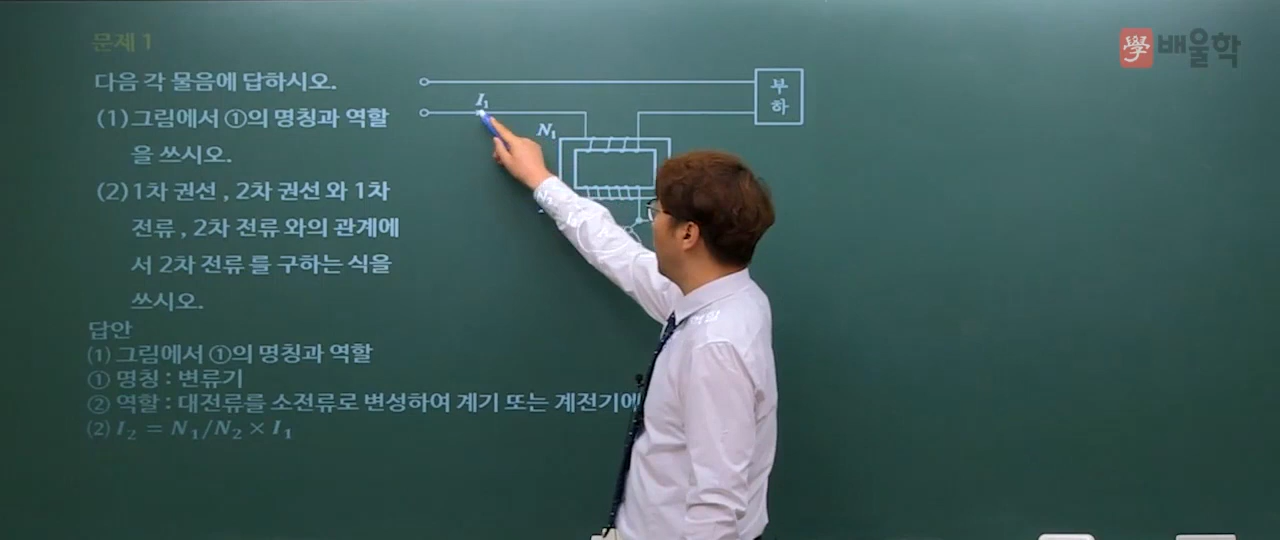 문제 1
다음 각 물음에 답하시오.
(1) 그림에서 ①의 명칭과 역할
을 쓰시오.
(2) 1차 권선 , 2차 권선 와 1차
전류 , 2차 전류 와의 관계에
서 2차 전류 를 구하는 식을
쓰시오.
I₁
N₁
부
하
답안
(1) 그림에서 ①의 명칭과 역할
① 명칭 : 변류기
② 역할 : 대전류를 소전류로 변성하여 계기 또는 계전기에
(2) I₂ = N₁/N₂ × I₁
學 배울학